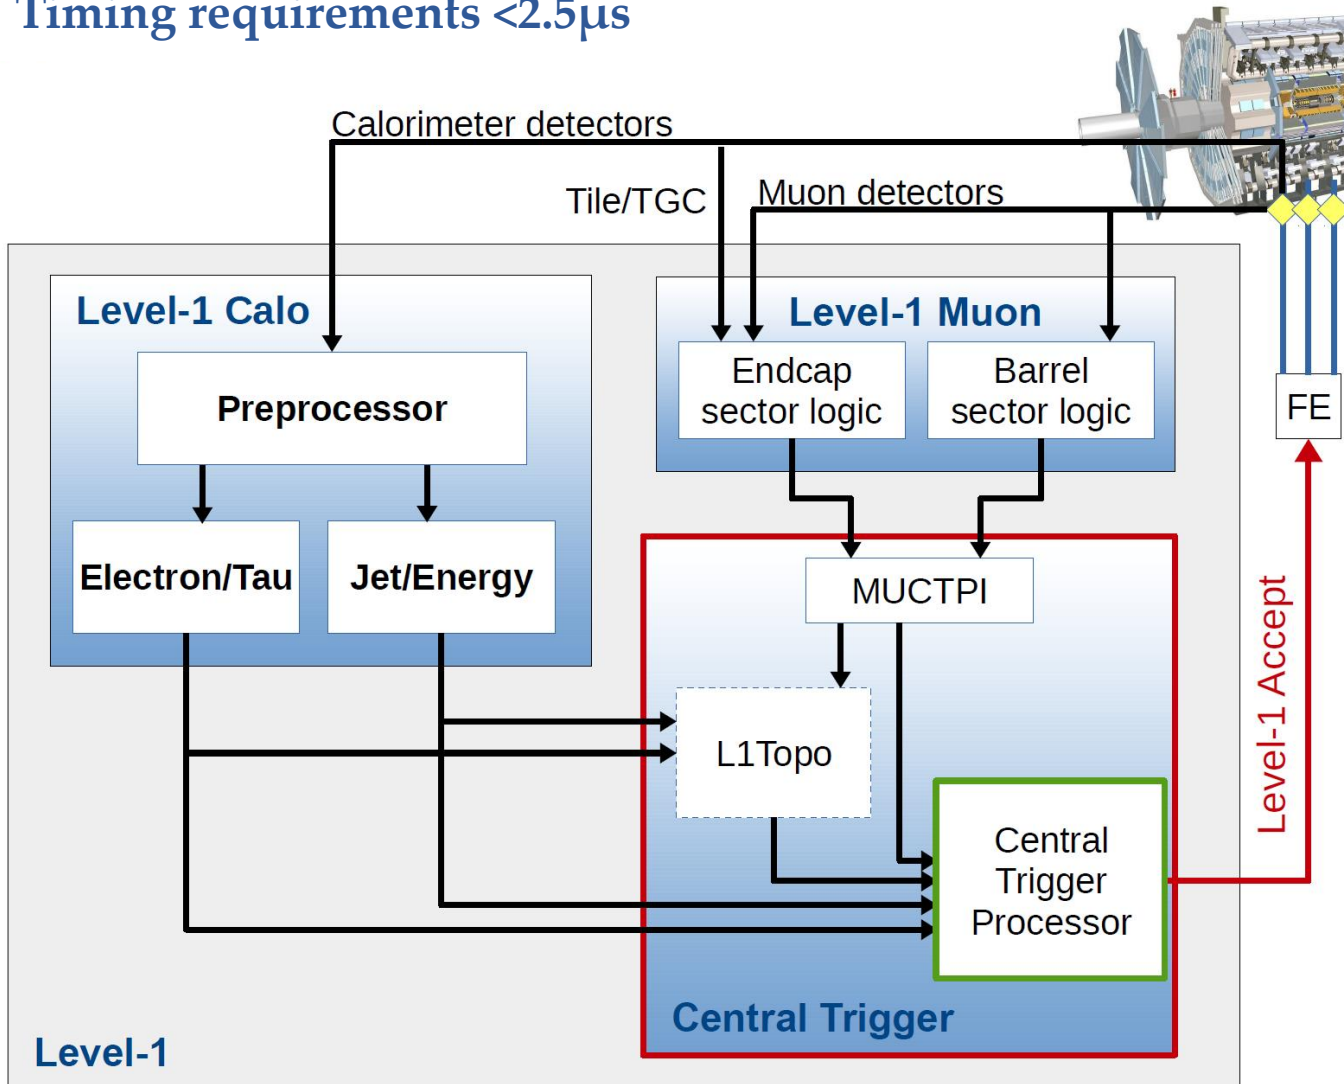 Timing requirements <2.5µs
Calorimeter detectors
Tile/TGC
Muon detectors
Level-1 Calo
Level-1 Muon
Preprocessor
Endcap
sector logic
Barrel
sector logic
FE
Electron/Tau
Jet/Energy
MUCTPI
Level-1 Accept
L1Topo
Central
Trigger
Processor
Central Trigger
Level-1